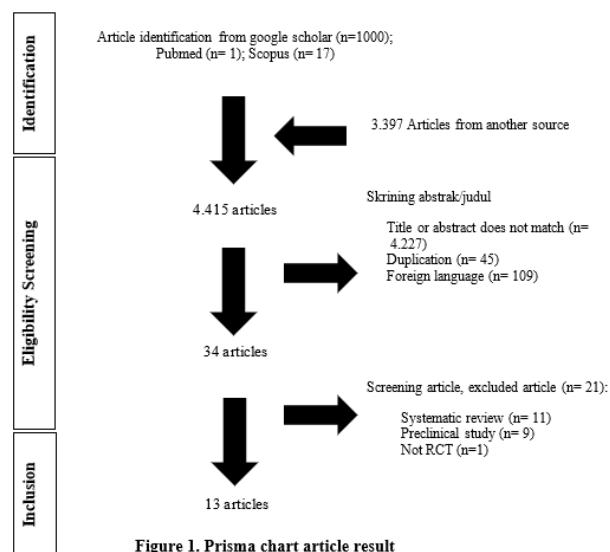 Identification
Article identification from google scholar (n=1000);
Pubmed (n= 1); Scopus (n= 17)
3.397 Articles from another source
Eligibility Screening
4.415 articles
Skrining abstrak/judul
Title or abstract does not match (n=
4.227)
Duplication (n= 45)
Foreign language (n= 109)
34 articles
Screening article, excluded article (n= 21):
Systematic review (n= 11)
Preclinical study (n= 9)
Not RCT (n=1)
Inclusion
13 articles
Figure 1. Prisma chart article result